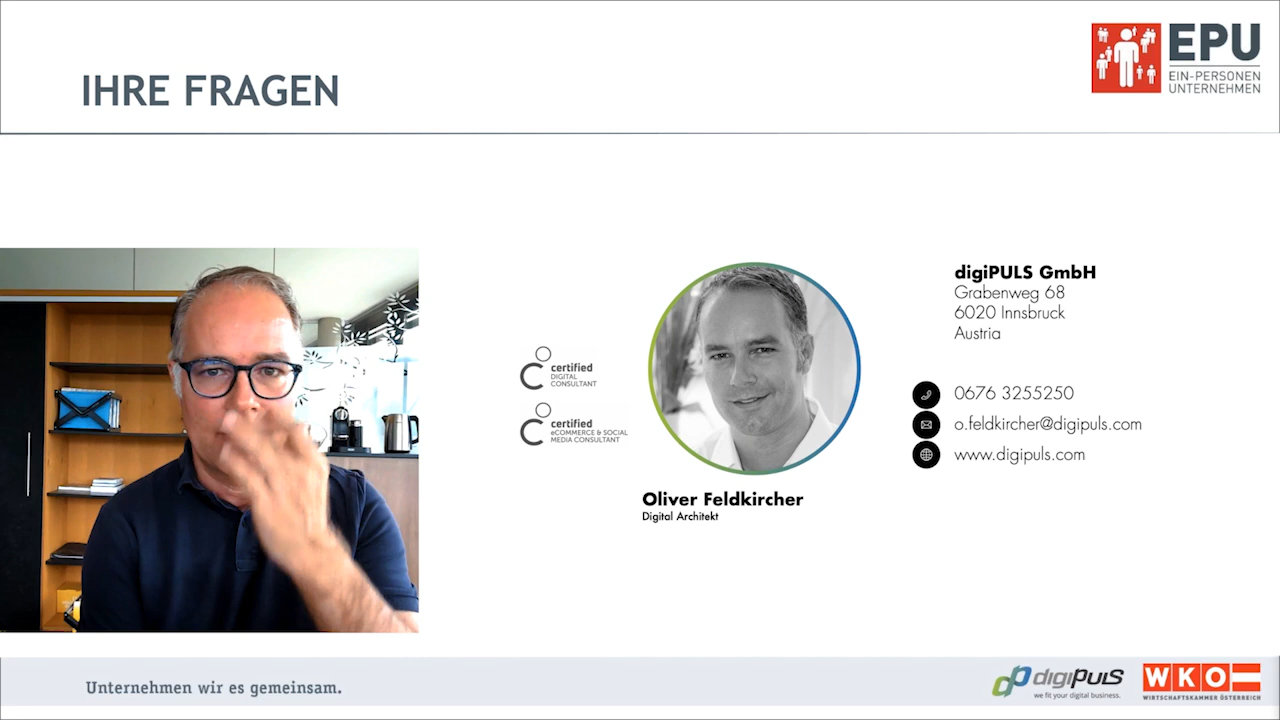 IHRE FRAGEN
EPU
EIN-PERSONEN
UNTERNEHMEN
certified
DIGITAL
CONSULTANT
certified
eCOMMERCE & SOCIAL
MEDIA CONSULTANT
Oliver Feldkircher
Digital Architekt
digiPULS GmbH
Grabenweg 68
6020 Innsbruck
Austria
0676 3255250
o.feldkircher@digipuls.com
www.digipuls.com
Unternehmen wir es gemeinsam.
digiPULS
we fit your digital business.
WKO
WIRTSCHAFTSKAMMER ÖSTERREICH